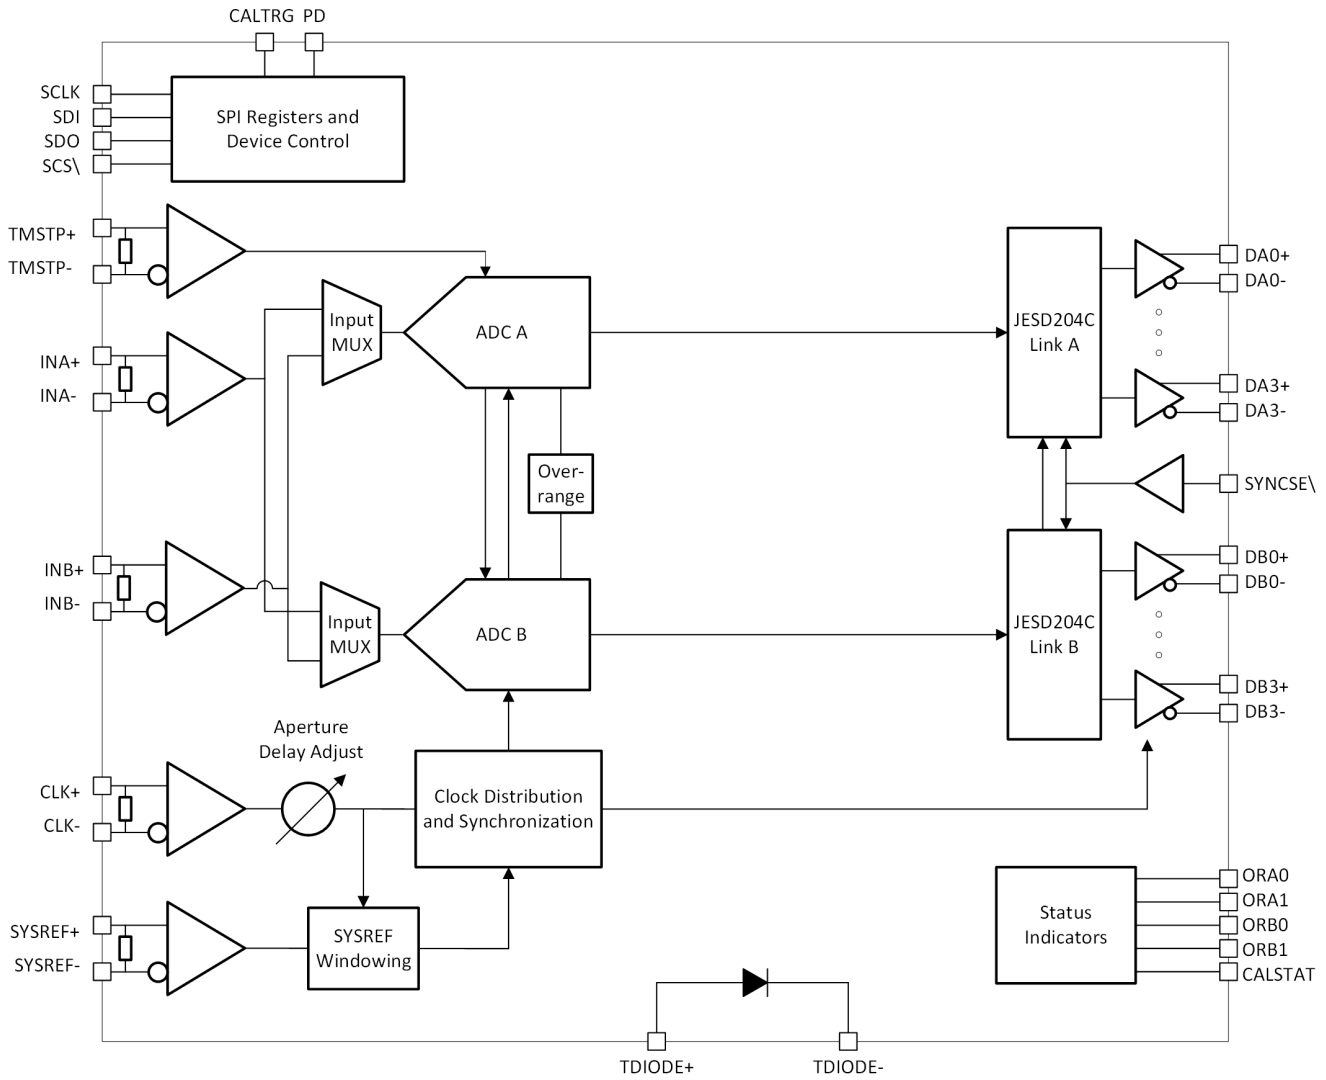 CALTRG PD
SCLK
SDI
SDO
SCS\
SPI Registers and
Device Control
TMSTP+
TMSTP-
INA+
INA-
Input
MUX
ADC A
JESD204C
Link A
DA0+
DA0-
DA3+
DA3-
Over-
range
SYNCSE\
INB+
INB-
Input
MUX
ADC B
JESD204C
Link B
DB0+
DB0-
DB3+
DB3-
Aperture
Delay Adjust
CLK+
CLK-
Clock Distribution
and Synchronization
SYSREF+
SYSREF-
SYSREF
Windowing
Status
Indicators
ORA0
ORA1
ORB0
ORB1
CALSTAT
TDIODE+
TDIODE-